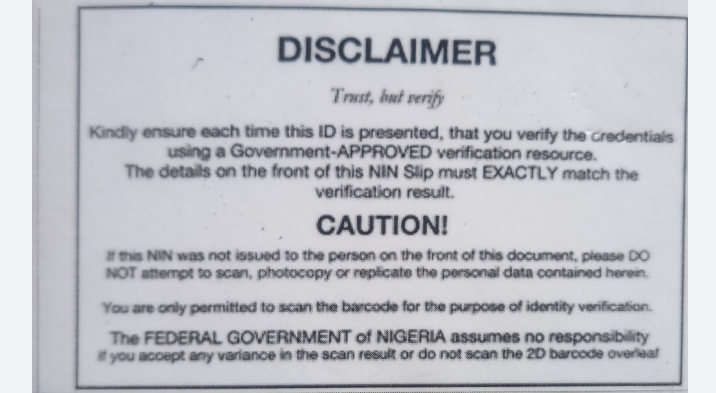 DISCLAIMER
Trust, but verify
Kindly ensure each time this ID is presented, that you verify the credentials
using a Government-APPROVED verification resource.
The details on the front of this NIN Slip must EXACTLY match the
verification result.
CAUTION!
If this NIN was not issued to the person on the front of this document, please DO
NOT attempt to scan, photocopy or replicate the personal data contained herein.
You are only permitted to scan the barcode for the purpose of identity verification.
The FEDERAL GOVERNMENT of NIGERIA assumes no responsibility
if you accept any variance in the scan result or do not scan the 2D barcode overleaf